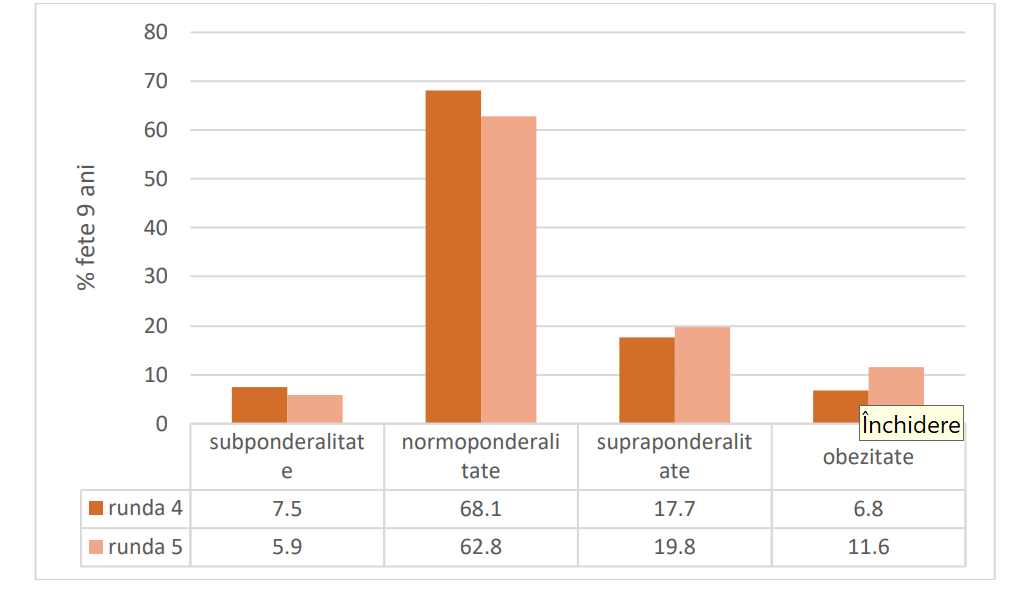 80
70
60
50
40
30
20
10
0
% fete 9 ani
subponderalitat
e
normoponderali
tate
supraponderalit
ate
obezitate
Închidere
runda 4 7.5 68.1 17.7 6.8
runda 5 5.9 62.8 19.8 11.6